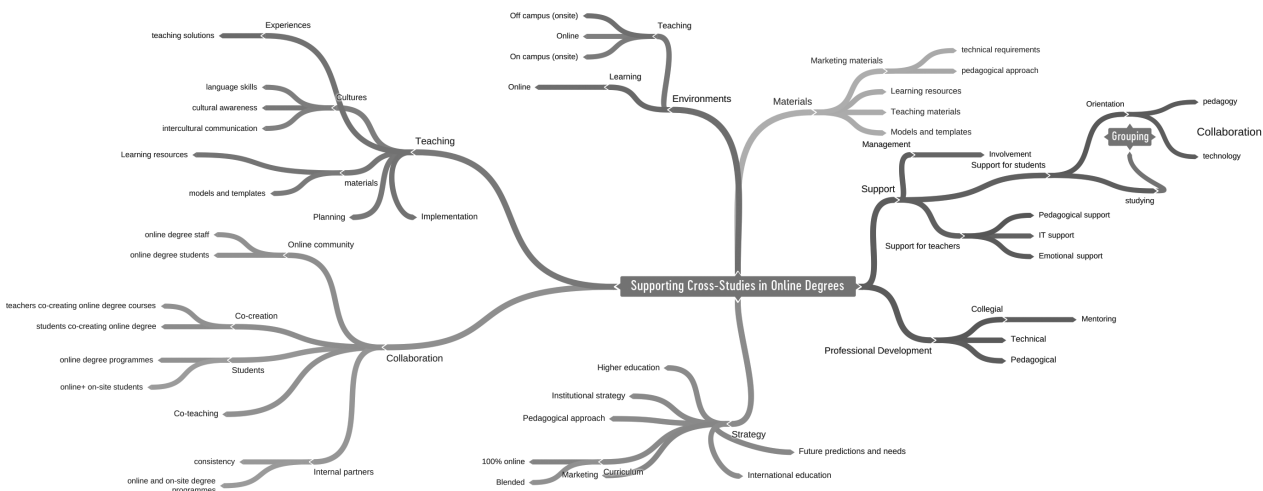 Supporting Cross-Studies in Online Degrees
Teaching
Experiences
teaching solutions
Cultures
language skills
cultural awareness
intercultural communication
materials
Learning resources
models and templates
Planning
Implementation
Environments
Teaching
Off campus (onsite)
Online
On campus (onsite)
Learning
Online
Materials
Marketing materials
technical requirements
pedagogical approach
Learning resources
Teaching materials
Models and templates
Support
Management
Involvement
Support for students
Orientation
pedagogy
technology
Grouping
studying
Collaboration
Support for teachers
Pedagogical support
IT support
Emotional support
Professional Development
Collegial
Mentoring
Technical
Pedagogical
Collaboration
Online community
online degree staff
online degree students
Co-creation
teachers co-creating online degree courses
students co-creating online degree
Students
online degree programmes
online+ on-site students
Co-teaching
Internal partners
consistency
online and on-site degree
programmes
Strategy
Higher education
Institutional strategy
Pedagogical approach
Marketing
100% online
Blended
Curriculum
Future predictions and needs
International education